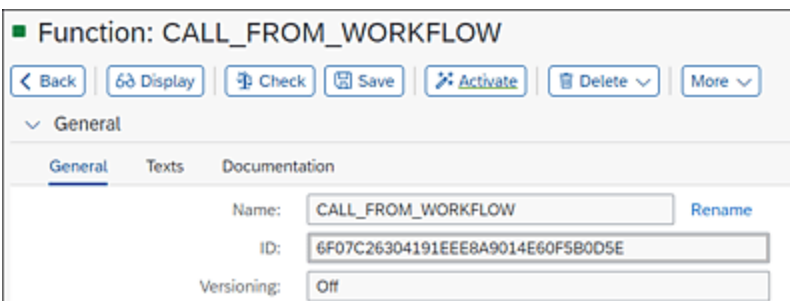 Function: CALL_FROM_WORKFLOW
Back Display Check Save Activate Delete More
General
General Texts Documentation
Name: CALL_FROM_WORKFLOW Rename
ID: 6F07C26304191EEE8A9014E60F5B0D5E
Versioning: Off